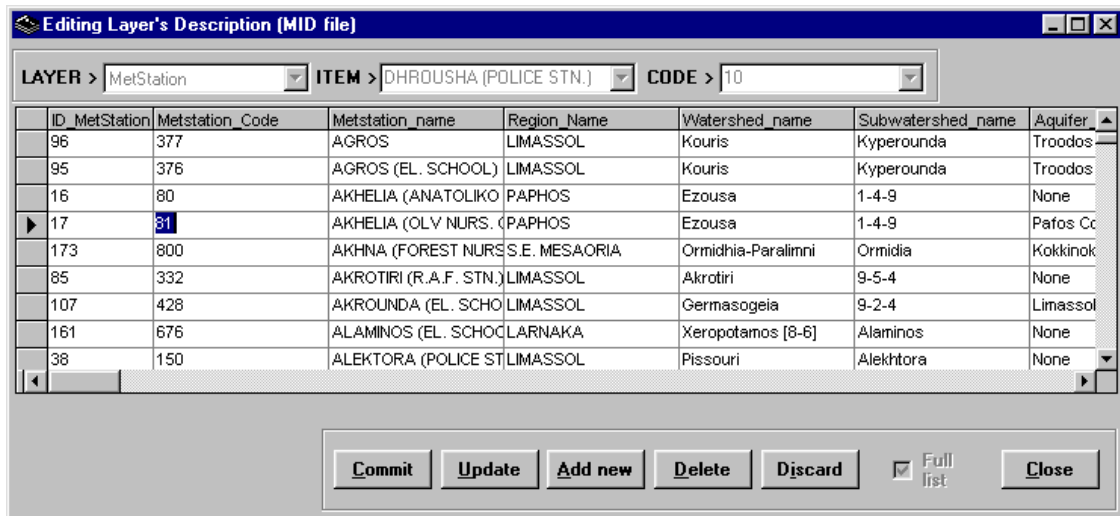 Editing Layer's Description (MID file)
LAYER > MetStation ITEM > DHROUSHA (POLICE STN.) CODE > 10
ID_MetStation Metstation_Code Metstation_name Region_Name Watershed_name Subwatershed_name Aquifer_
96 377 AGROS LIMASSOL Kouris Kyperounda Troodos
95 376 AGROS (EL. SCHOOL) LIMASSOL Kouris Kyperounda Troodos
16 80 AKHELIA (ANATOLIKO PAPHOS Ezousa 1-4-9 None
17 81 AKHELIA (OLV NURS. ( PAPHOS Ezousa 1-4-9 Pafos Co
173 800 AKHNA (FOREST NURS S.E. MESAORIA Ormidhia-Paralimni Ormidia Kokkinok
85 332 AKROTIRI (R.A.F. STN.) LIMASSOL Akrotiri 9-5-4 None
107 428 AKROUNDA (EL. SCHO LIMASSOL Germasogeia 9-2-4 Limassol
161 676 ALAMINOS (EL. SCHOO LARNAKA Xeropotamos [8-6] Alaminos None
38 150 ALEKTORA (POLICE ST LIMASSOL Pissouri Alekhtora None
Commit Update Add new Delete Discard Full list Close